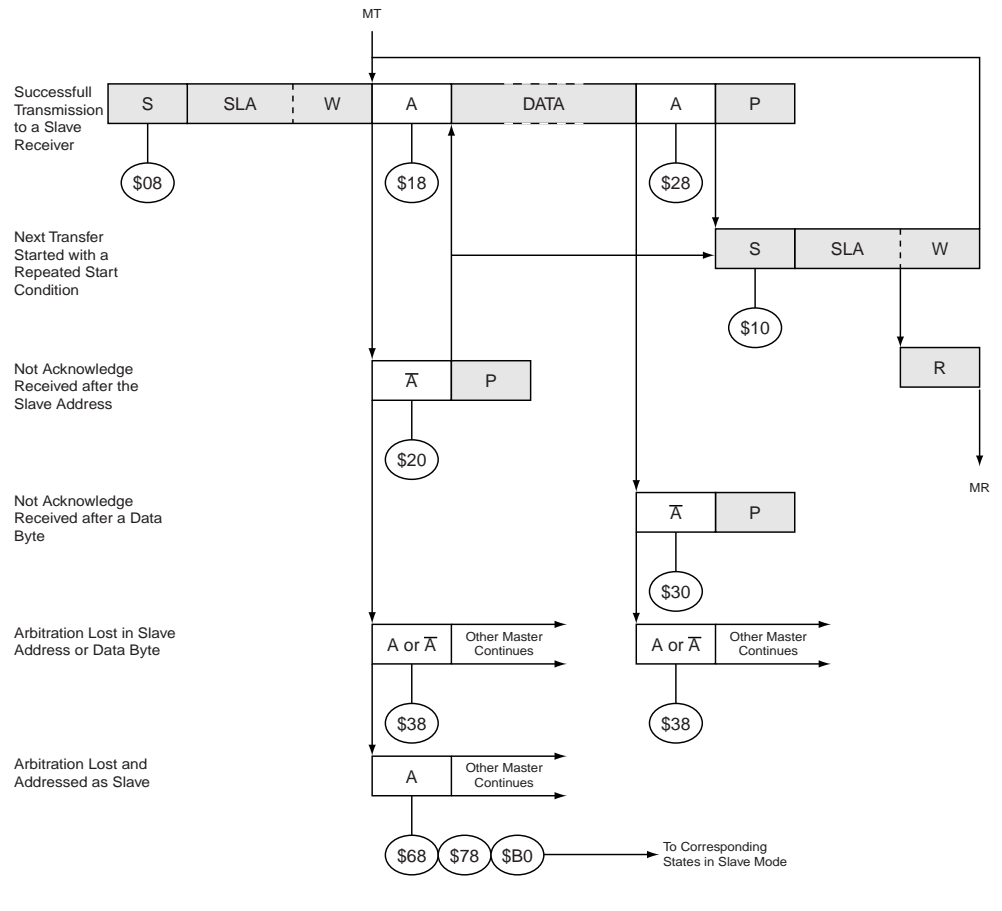 MT
Successfull
Transmission
to a Slave
Receiver
S SLA W A DATA A P
$08 $18 $28
Next Transfer
Started with a
Repeated Start
Condition
S SLA W
$10
Not Acknowledge
Received after the
Slave Address
A̅ P
R
$20
MR
Not Acknowledge
Received after a Data
Byte
A̅ P
$30
Arbitration Lost in Slave
Address or Data Byte
A or A̅
Other Master
Continues
A or A̅
Other Master
Continues
$38 $38
Arbitration Lost and
Addressed as Slave
A
Other Master
Continues
$68 $78 $B0
To Corresponding
States in Slave Mode